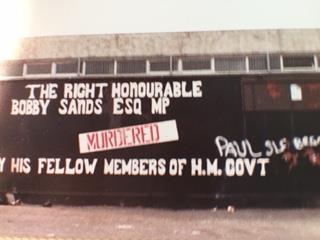 THE RIGHT HONOURABLE
BOBBY SANDS ESQ MP
MURDERED
Y HIS FELLOW MEMBERS OF H.M. GOVT
PAUL